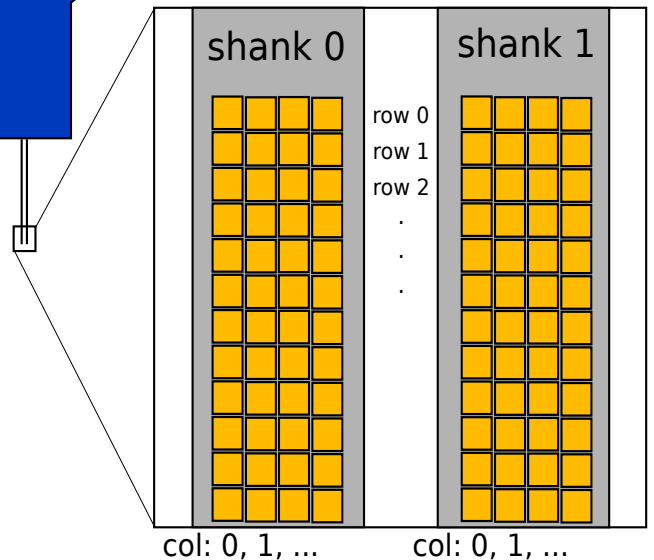 shank 0
shank 1
row 0
row 1
row 2
.
.
.
col: 0, 1, ...
col: 0, 1, ...